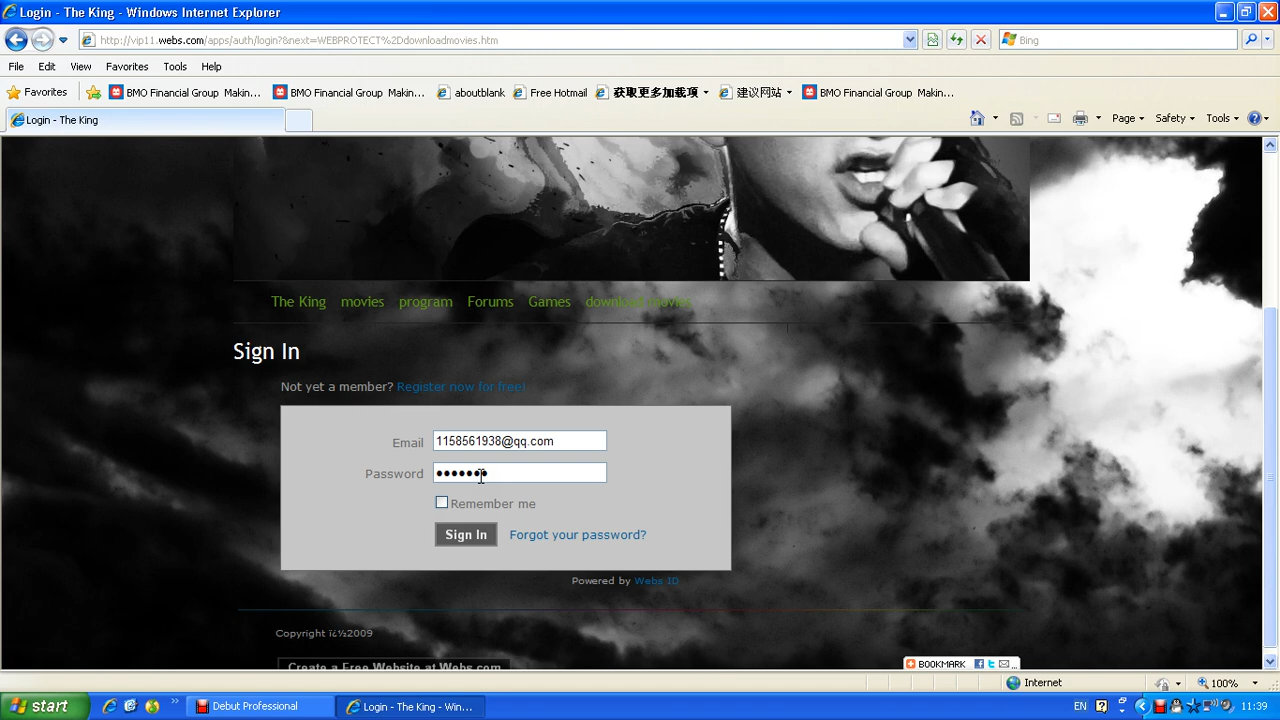 Login - The King - Windows Internet Explorer
http://vip11.webs.com/apps/auth/login?&next=WEBPROTECT%2Ddownloadmovies.htm
Bing
File Edit View Favorites Tools Help
Favorites BMO Financial Group Makin... BMO Financial Group Makin... aboutblank Free Hotmail 获取更多加载项 建议网站 BMO Financial Group Makin...
Login - The King
Page Safety Tools
The King movies program Forums Games download movies
Sign In
Not yet a member? Register now for free!
Email 1158561938@qq.com
Password
Remember me
Sign In Forgot your password?
Powered by Webs ID
Copyright ï¿½2009
Create a Free Website at Webs.com
BOOKMARK
Internet 100%
start Debut Professional Login - The King - Win... EN 11:39